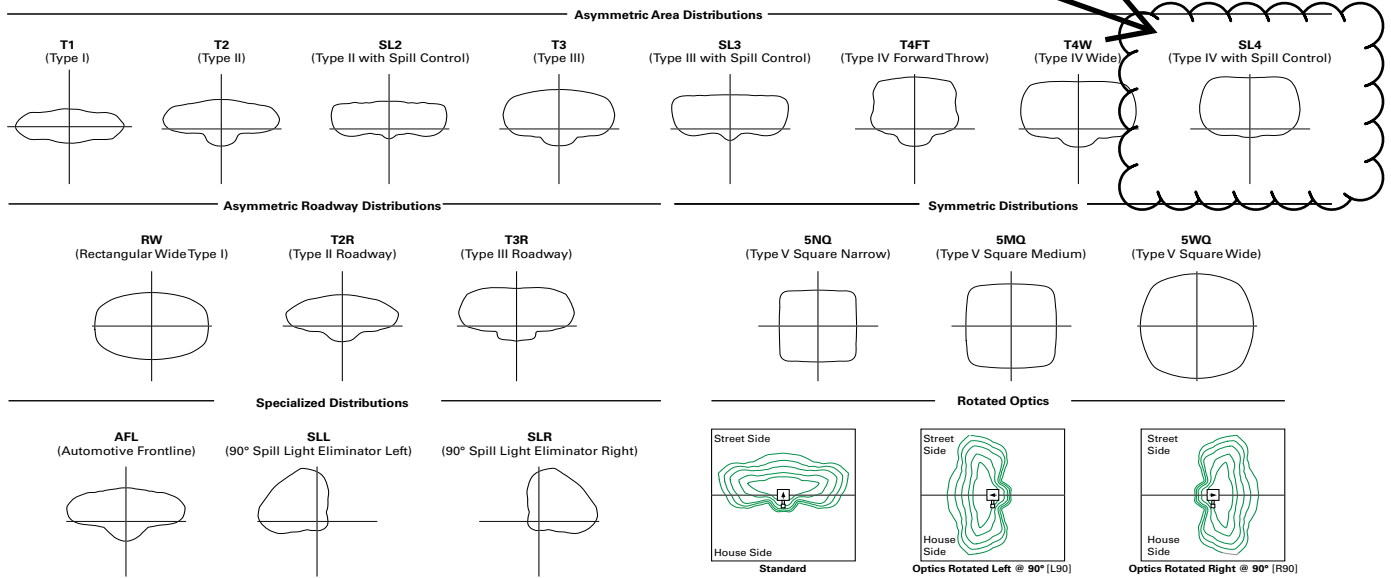 Asymmetric Area Distributions
T1
(Type I)
T2
(Type II)
SL2
(Type II with Spill Control)
T3
(Type III)
SL3
(Type III with Spill Control)
T4FT
(Type IV Forward Throw)
T4W
(Type IV Wide)
SL4
(Type IV with Spill Control)
Asymmetric Roadway Distributions
RW
(Rectangular Wide Type I)
T2R
(Type II Roadway)
T3R
(Type III Roadway)
Symmetric Distributions
5NQ
(Type V Square Narrow)
5MQ
(Type V Square Medium)
5WQ
(Type V Square Wide)
Specialized Distributions
AFL
(Automotive Frontline)
SLL
(90º Spill Light Eliminator Left)
SLR
(90º Spill Light Eliminator Right)
Rotated Optics
Street Side
House Side
Standard
Street
Side
House
Side
Optics Rotated Left @ 90º [L90]
Street
Side
House
Side
Optics Rotated Right @ 90º [R90]